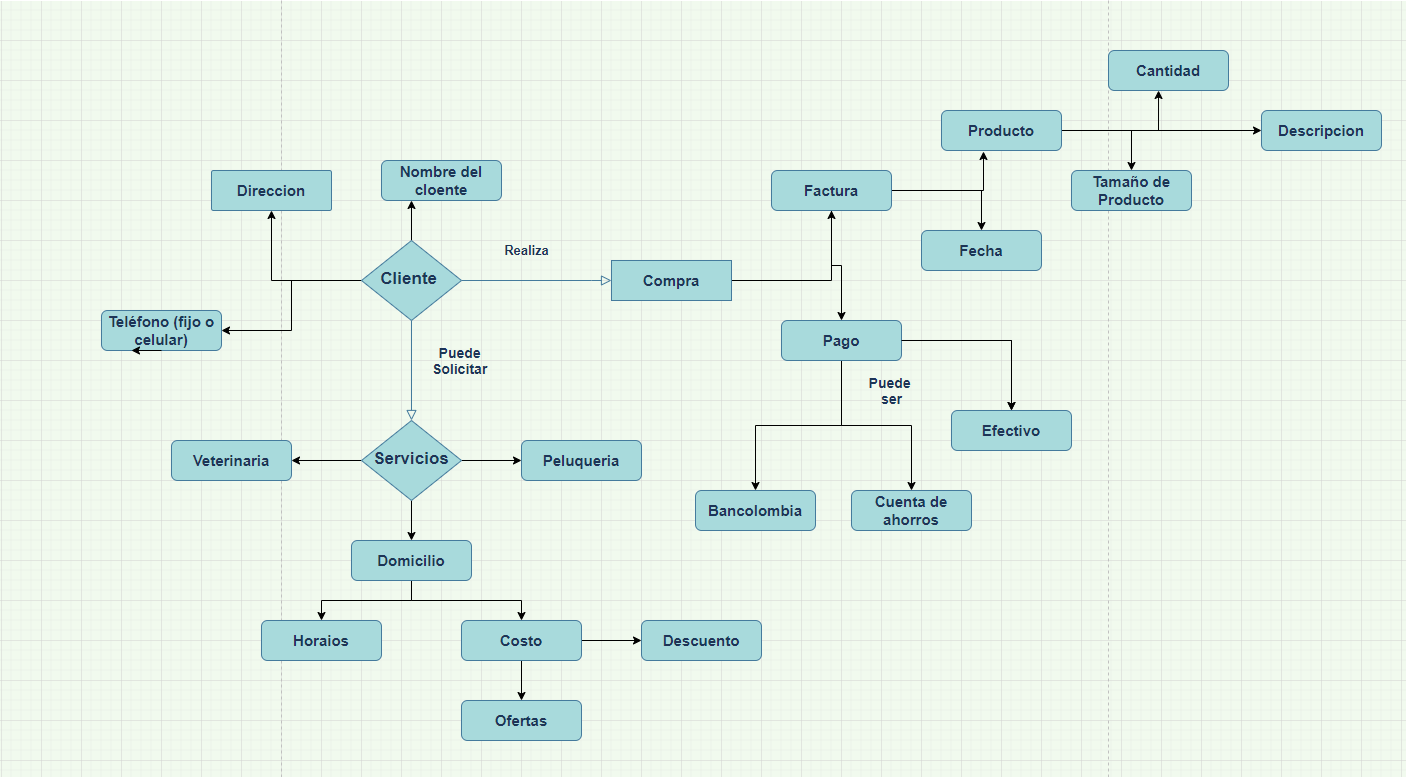 Cantidad
Producto
Descripcion
Nombre del
cloente
Direccion
Factura
Tamaño de
Producto
Realiza
Fecha
Cliente
Compra
Teléfono (fijo o
celular)
Pago
Puede
Solicitar
Puede
ser
Efectivo
Veterinaria
Servicios
Peluqueria
Bancolombia
Cuenta de
ahorros
Domicilio
Horaios
Costo
Descuento
Ofertas